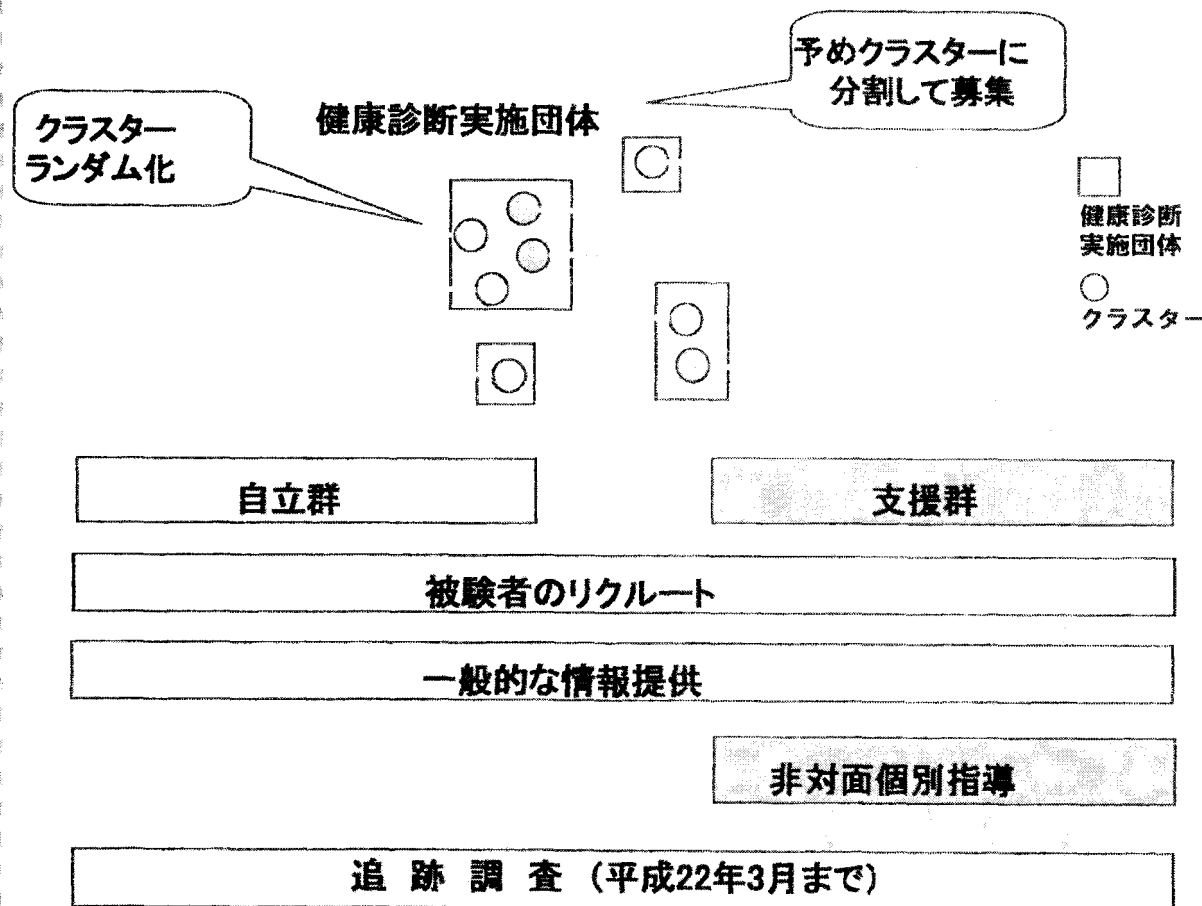 予めクラスターに
分割して募集
クラスター
ランダム化
健康診断実施団体
健康診断
実施団体
クラスター
自立群
支援群
被験者のリクルート
一般的な情報提供
非対面個別指導
追 跡 調 査 (平成22年3月まで)